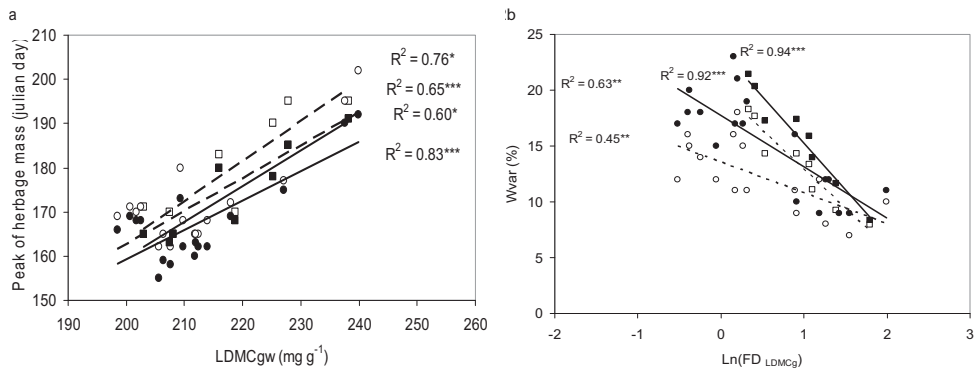 a
Peak of herbage mass (julian day)
220
210
200
190
180
170
160
150
190 200 210 220 230 240 250 260
LDMCgw (mg g-1)
R2 = 0.76*
R2 = 0.65***
R2 = 0.60*
R2 = 0.83***
2b
Wvar (%)
25
20
15
10
5
0
-2 -1 0 1 2 3
Ln(FD LDMCg)
R2 = 0.94***
R2 = 0.92***
R2 = 0.63**
R2 = 0.45**